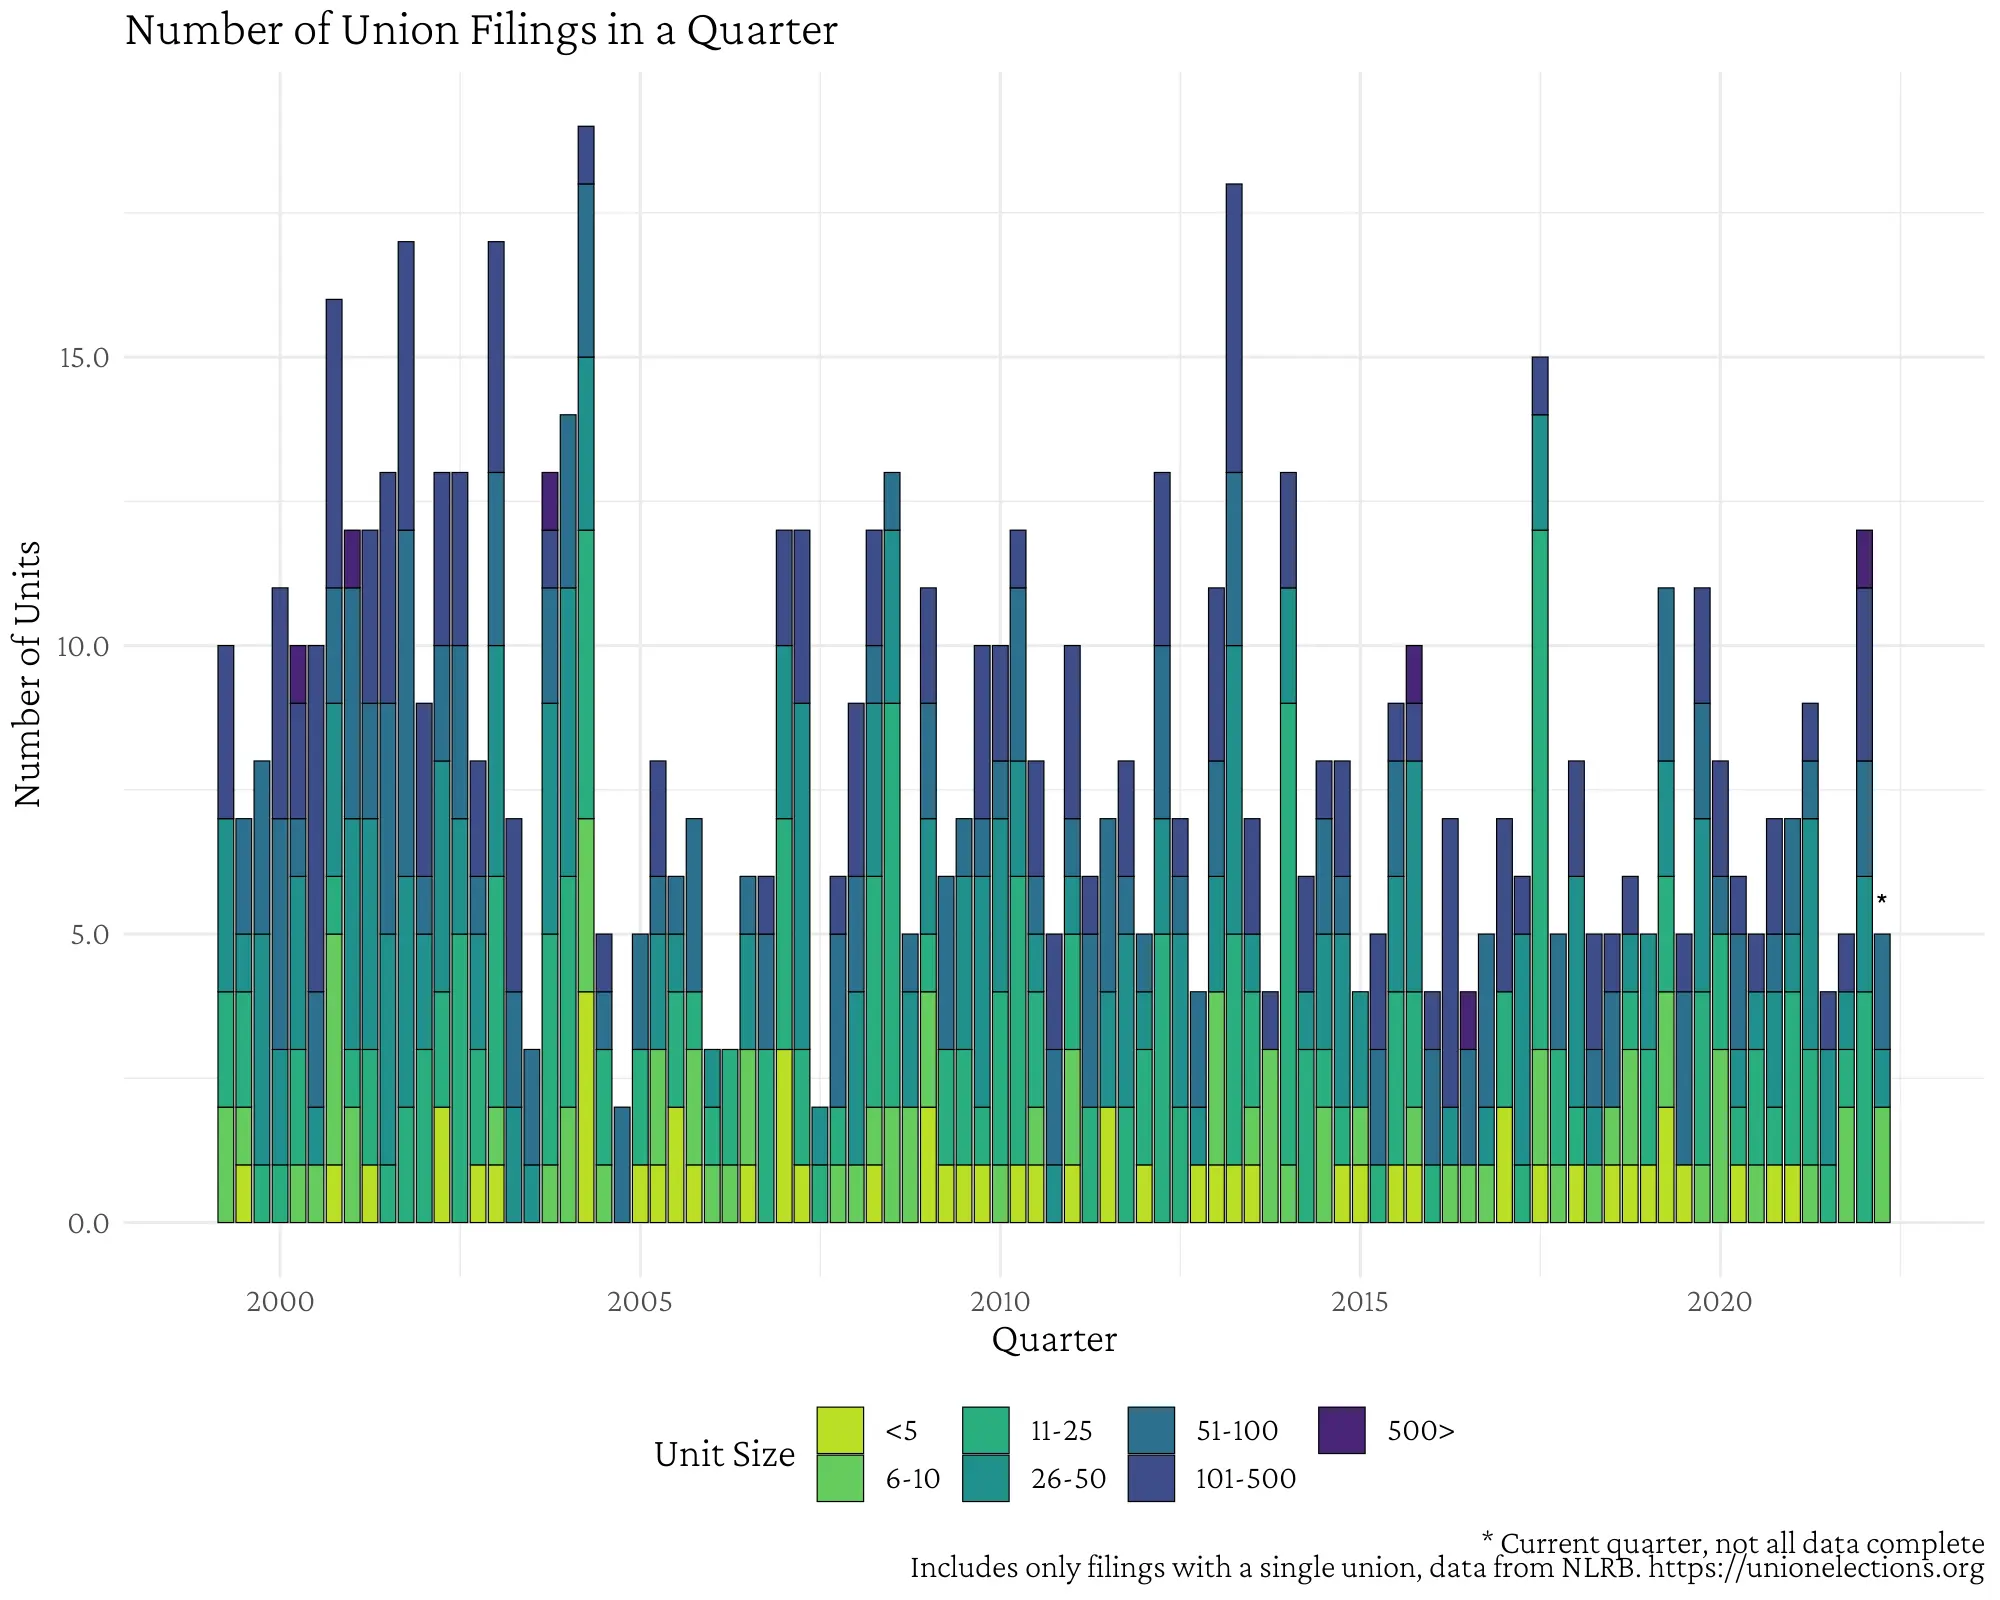 Number of Union Filings in a Quarter
Number of Units
15.0
10.0
5.0
0.0
*
2000 2005 2010 2015 2020
Quarter
Unit Size
<5 11-25 51-100 500>
6-10 26-50 101-500
* Current quarter, not all data complete
Includes only filings with a single union, data from NLRB. https://unionelections.org